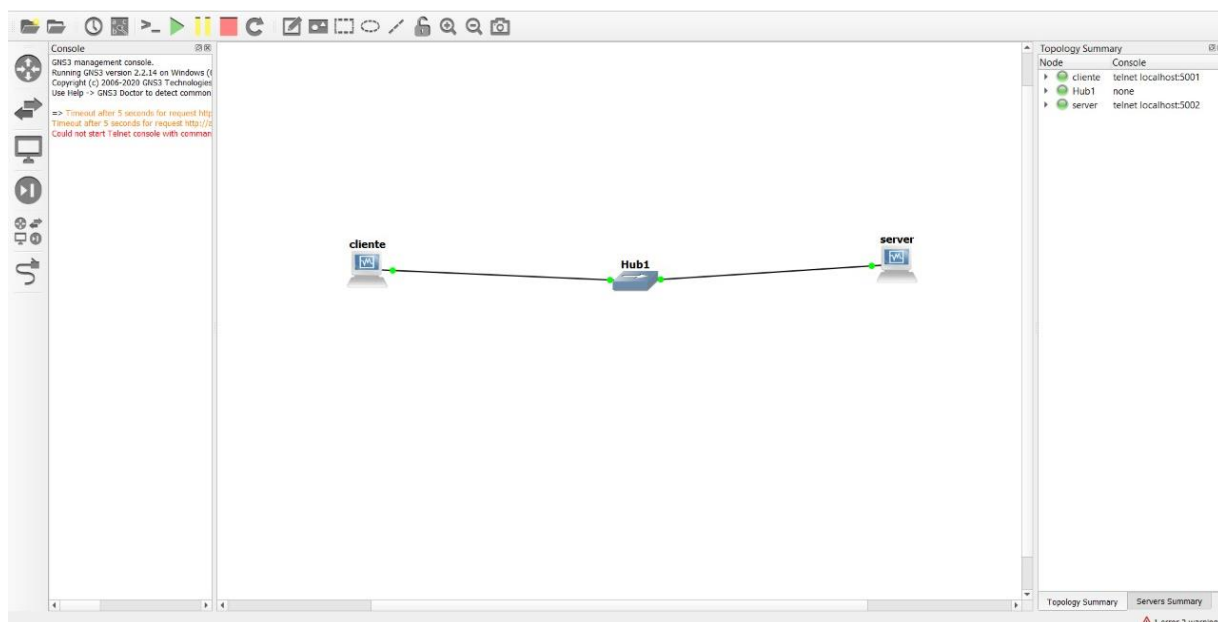 Console
GNS3 management console.
Running GNS3 version 2.2.14 on Windows (
Copyright (c) 2006-2020 GNS3 Technologies
Use Help -> GNS3 Doctor to detect common
=> Timeout after 5 seconds for request
Timeout after 5 seconds for request
Could not start Telnet console with comman
cliente
Hub1
server
Topology Summary
Node Console
cliente telnet localhost:5001
Hub1 none
server telnet localhost:5002
Topology Summary Servers Summary